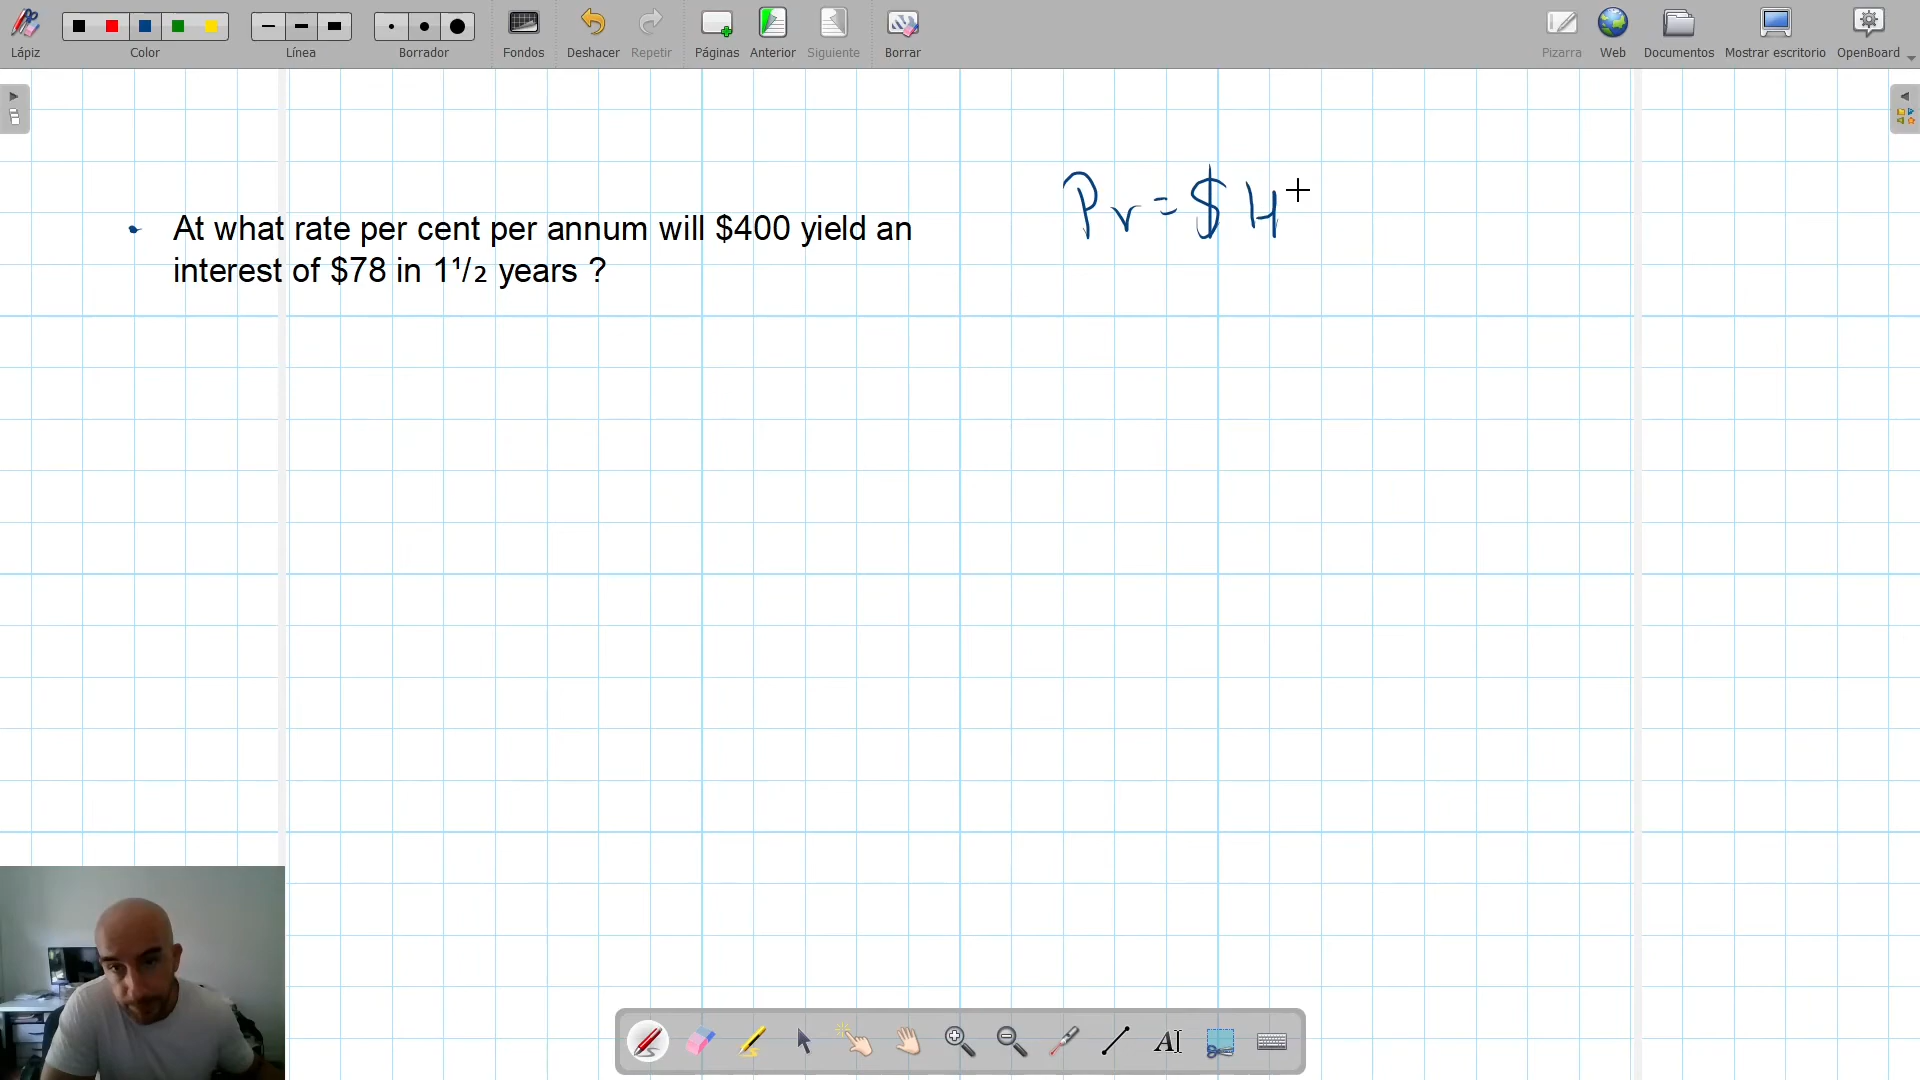 Lápiz
Color
Línea
Borrador
Fondos
Deshacer
Repetir
Páginas
Anterior
Siguiente
Borrar
Pizarra
Web
Documentos
Mostrar escritorio
OpenBoard
Pr = $ 4
• At what rate per cent per annum will $400 yield an
interest of $78 in 1¹/₂ years ?